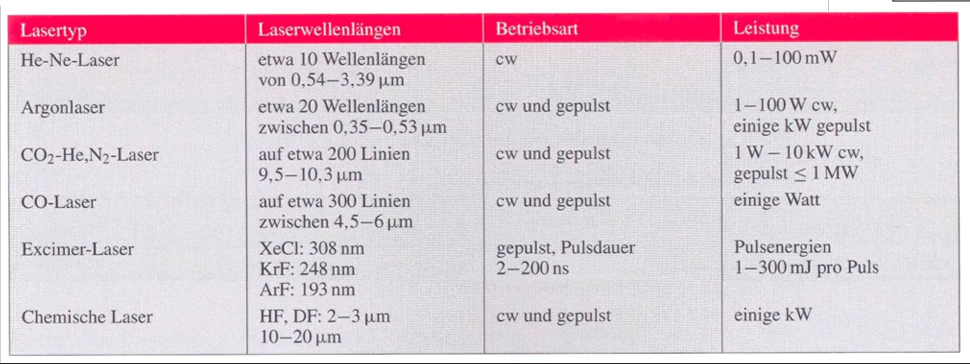 Lasertyp Laserwellenlängen Betriebsart Leistung
He-Ne-Laser etwa 10 Wellenlängen cw 0,1–100 mW
von 0,54–3,39 µm
Argonlaser etwa 20 Wellenlängen cw und gepulst 1–100 W cw,
zwischen 0,35–0,53 µm einige kW gepulst
CO₂-He,N₂-Laser auf etwa 200 Linien cw und gepulst 1 W – 10 kW cw,
9,5–10,3 µm gepulst ≤ 1 MW
CO-Laser auf etwa 300 Linien cw und gepulst einige Watt
zwischen 4,5–6 µm
Excimer-Laser XeCl: 308 nm gepulst, Pulsdauer Pulsenergien
KrF: 248 nm 2–200 ns 1–300 mJ pro Puls
ArF: 193 nm
Chemische Laser HF, DF: 2–3 µm cw und gepulst einige kW
10–20 µm